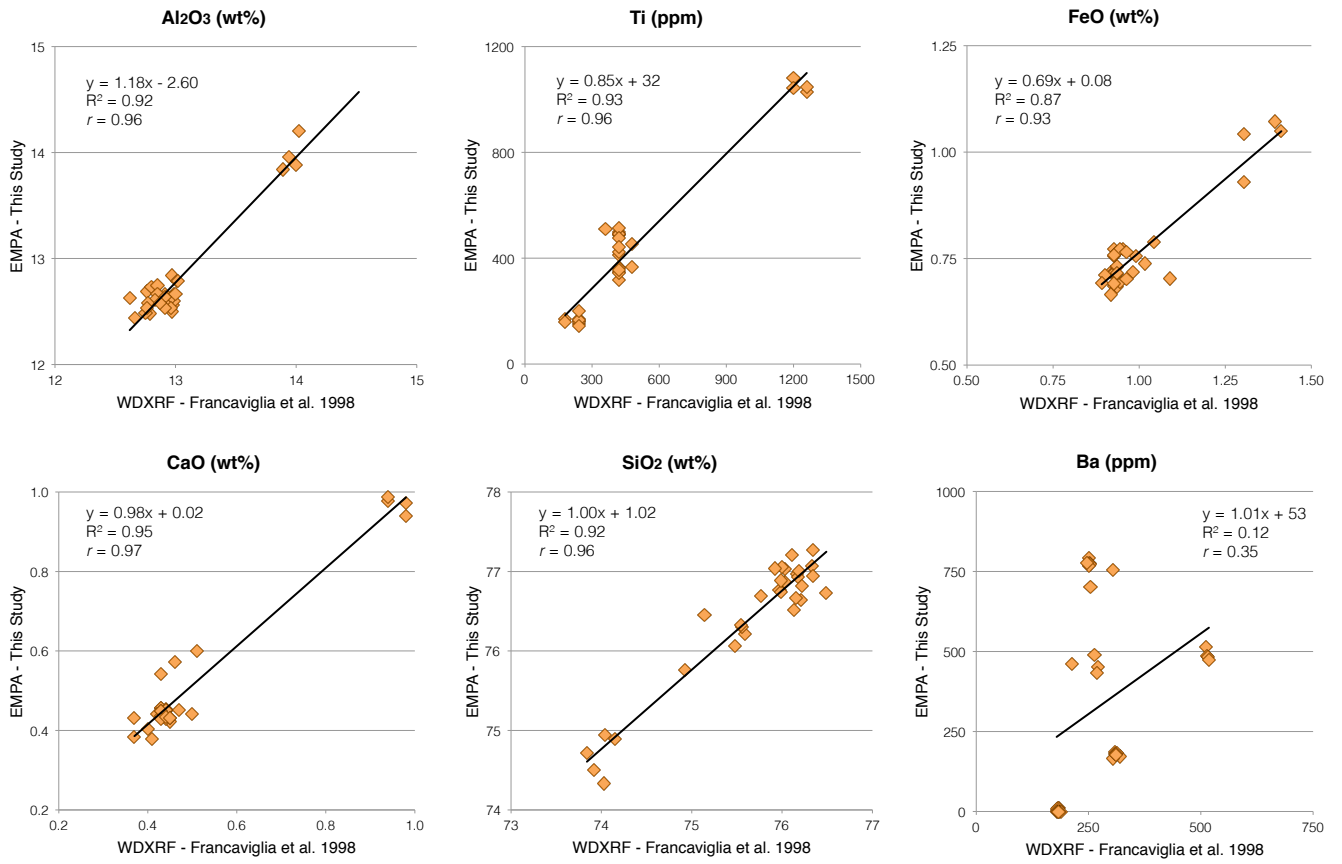 Al2O3 (wt%)
15
14
13
12
12
13
14
15
y = 1.18x - 2.60
R² = 0.92
r = 0.96
EMPA - This Study
WDXRF - Francaviglia et al. 1998
Ti (ppm)
1200
800
400
0
0
300
600
900
1200
1500
y = 0.85x + 32
R² = 0.93
r = 0.96
EMPA - This Study
WDXRF - Francaviglia et al. 1998
FeO (wt%)
1.25
1.00
0.75
0.50
0.50
0.75
1.00
1.25
1.50
y = 0.69x + 0.08
R² = 0.87
r = 0.93
EMPA - This Study
WDXRF - Francaviglia et al. 1998
CaO (wt%)
1.0
0.8
0.6
0.4
0.2
0.2
0.4
0.6
0.8
1.0
y = 0.98x + 0.02
R² = 0.95
r = 0.97
EMPA - This Study
WDXRF - Francaviglia et al. 1998
SiO2 (wt%)
78
77
76
75
74
73
74
75
76
77
y = 1.00x + 1.02
R² = 0.92
r = 0.96
EMPA - This Study
WDXRF - Francaviglia et al. 1998
Ba (ppm)
1000
750
500
250
0
0
250
500
750
y = 1.01x + 53
R² = 0.12
r = 0.35
EMPA - This Study
WDXRF - Francaviglia et al. 1998